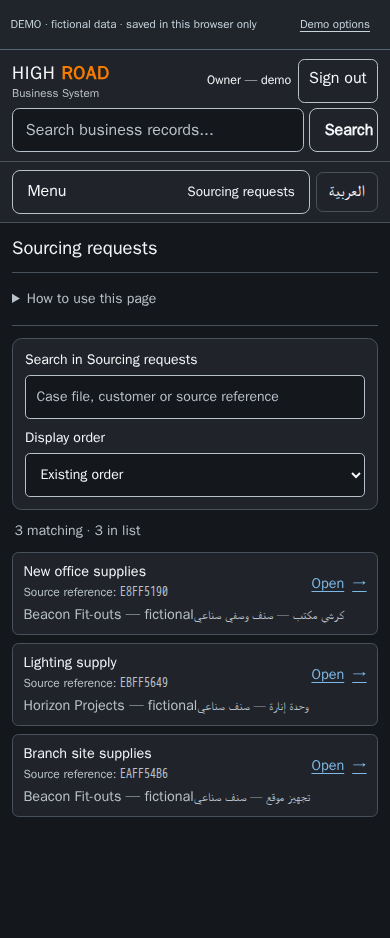 DEMO · fictional data · saved in this browser only Demo options
HIGH ROAD
Business System
Owner — demo
Sign out
Search business records...
Search
Menu Sourcing requests
العربية
Sourcing requests
▶ How to use this page
Search in Sourcing requests
Case file, customer or source reference
Display order
Existing order
3 matching · 3 in list
New office supplies
Source reference: E8FF5190
Open →
Beacon Fit-outs — fictional كرسي مكتب — صنف وصفي صناعي
Lighting supply
Source reference: EBFF5649
Open →
Horizon Projects — fictional وحدة إنارة — صنف صناعي
Branch site supplies
Source reference: EAFF54B6
Open →
Beacon Fit-outs — fictional تجهيز موقع — صنف صناعي